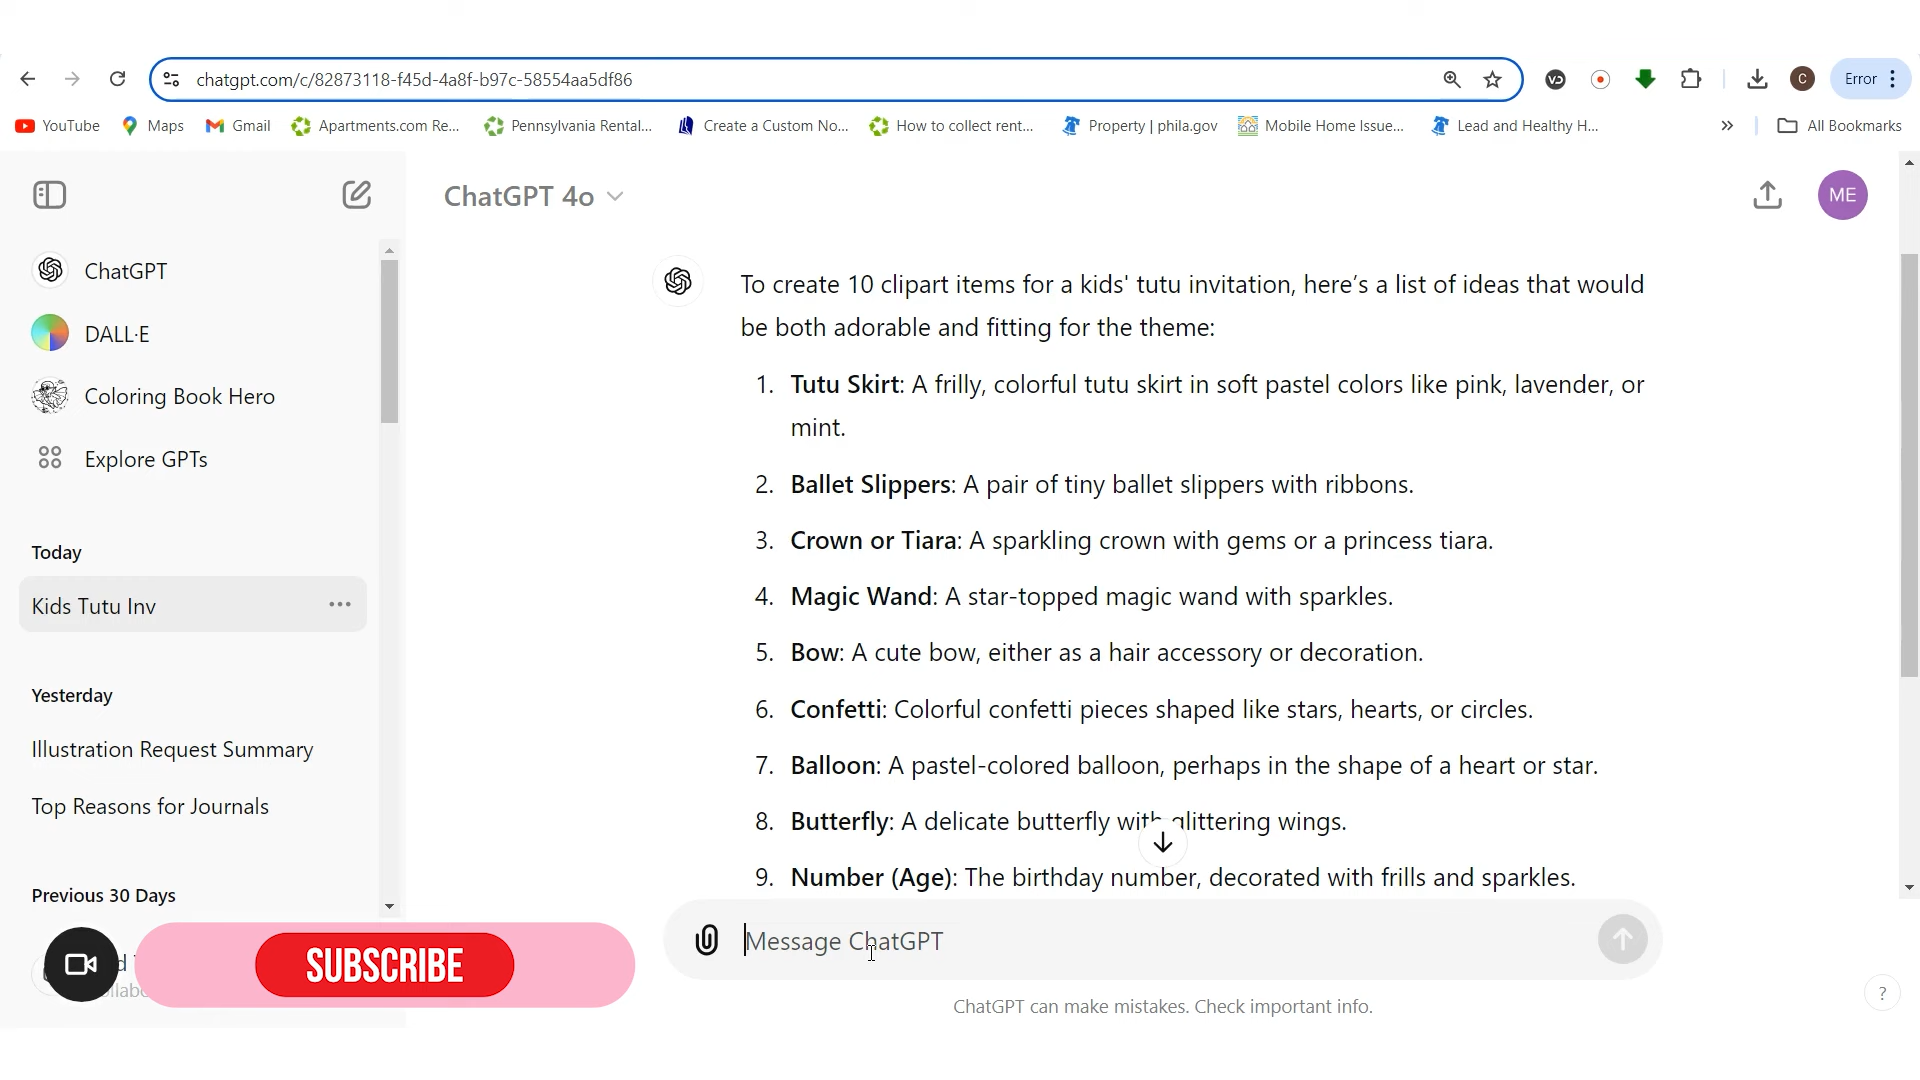 chatgpt.com/c/82873118-f45d-4a8f-b97c-58554aa5df86
C
Error
YouTube
Maps
Gmail
Apartments.com Re...
Pennsylvania Rental...
Create a Custom No...
How to collect rent...
Property | phila.gov
Mobile Home Issue...
Lead and Healthy H...
»
All Bookmarks
ChatGPT 4o
ME
ChatGPT
DALL·E
Coloring Book Hero
Explore GPTs
Today
Kids Tutu Inv
Yesterday
Illustration Request Summary
Top Reasons for Journals
Previous 30 Days
To create 10 clipart items for a kids' tutu invitation, here's a list of ideas that would
be both adorable and fitting for the theme:
1. Tutu Skirt: A frilly, colorful tutu skirt in soft pastel colors like pink, lavender, or
mint.
2. Ballet Slippers: A pair of tiny ballet slippers with ribbons.
3. Crown or Tiara: A sparkling crown with gems or a princess tiara.
4. Magic Wand: A star-topped magic wand with sparkles.
5. Bow: A cute bow, either as a hair accessory or decoration.
6. Confetti: Colorful confetti pieces shaped like stars, hearts, or circles.
7. Balloon: A pastel-colored balloon, perhaps in the shape of a heart or star.
8. Butterfly: A delicate butterfly with glittering wings.
9. Number (Age): The birthday number, decorated with frills and sparkles.
SUBSCRIBE
Message ChatGPT
ChatGPT can make mistakes. Check important info.
?